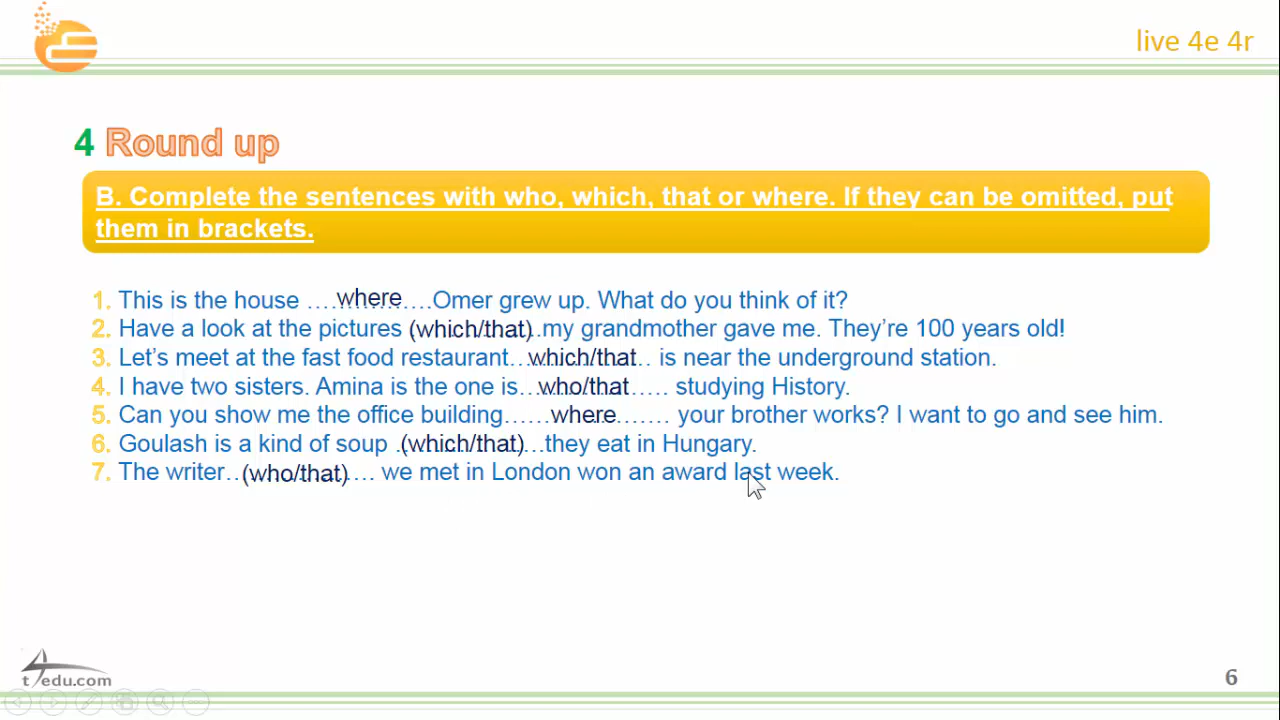 live 4e 4r
4 Round up
B. Complete the sentences with who, which, that or where. If they can be omitted, put
them in brackets.
1. This is the house ....where.....Omer grew up. What do you think of it?
2. Have a look at the pictures (which/that)..my grandmother gave me. They're 100 years old!
3. Let's meet at the fast food restaurant..which/that.. is near the underground station.
4. I have two sisters. Amina is the one is...who/that..... studying History.
5. Can you show me the office building......where....... your brother works? I want to go and see him.
6. Goulash is a kind of soup .(which/that)...they eat in Hungary.
7. The writer..(who/that).... we met in London won an award last week.
t4edu.com
6